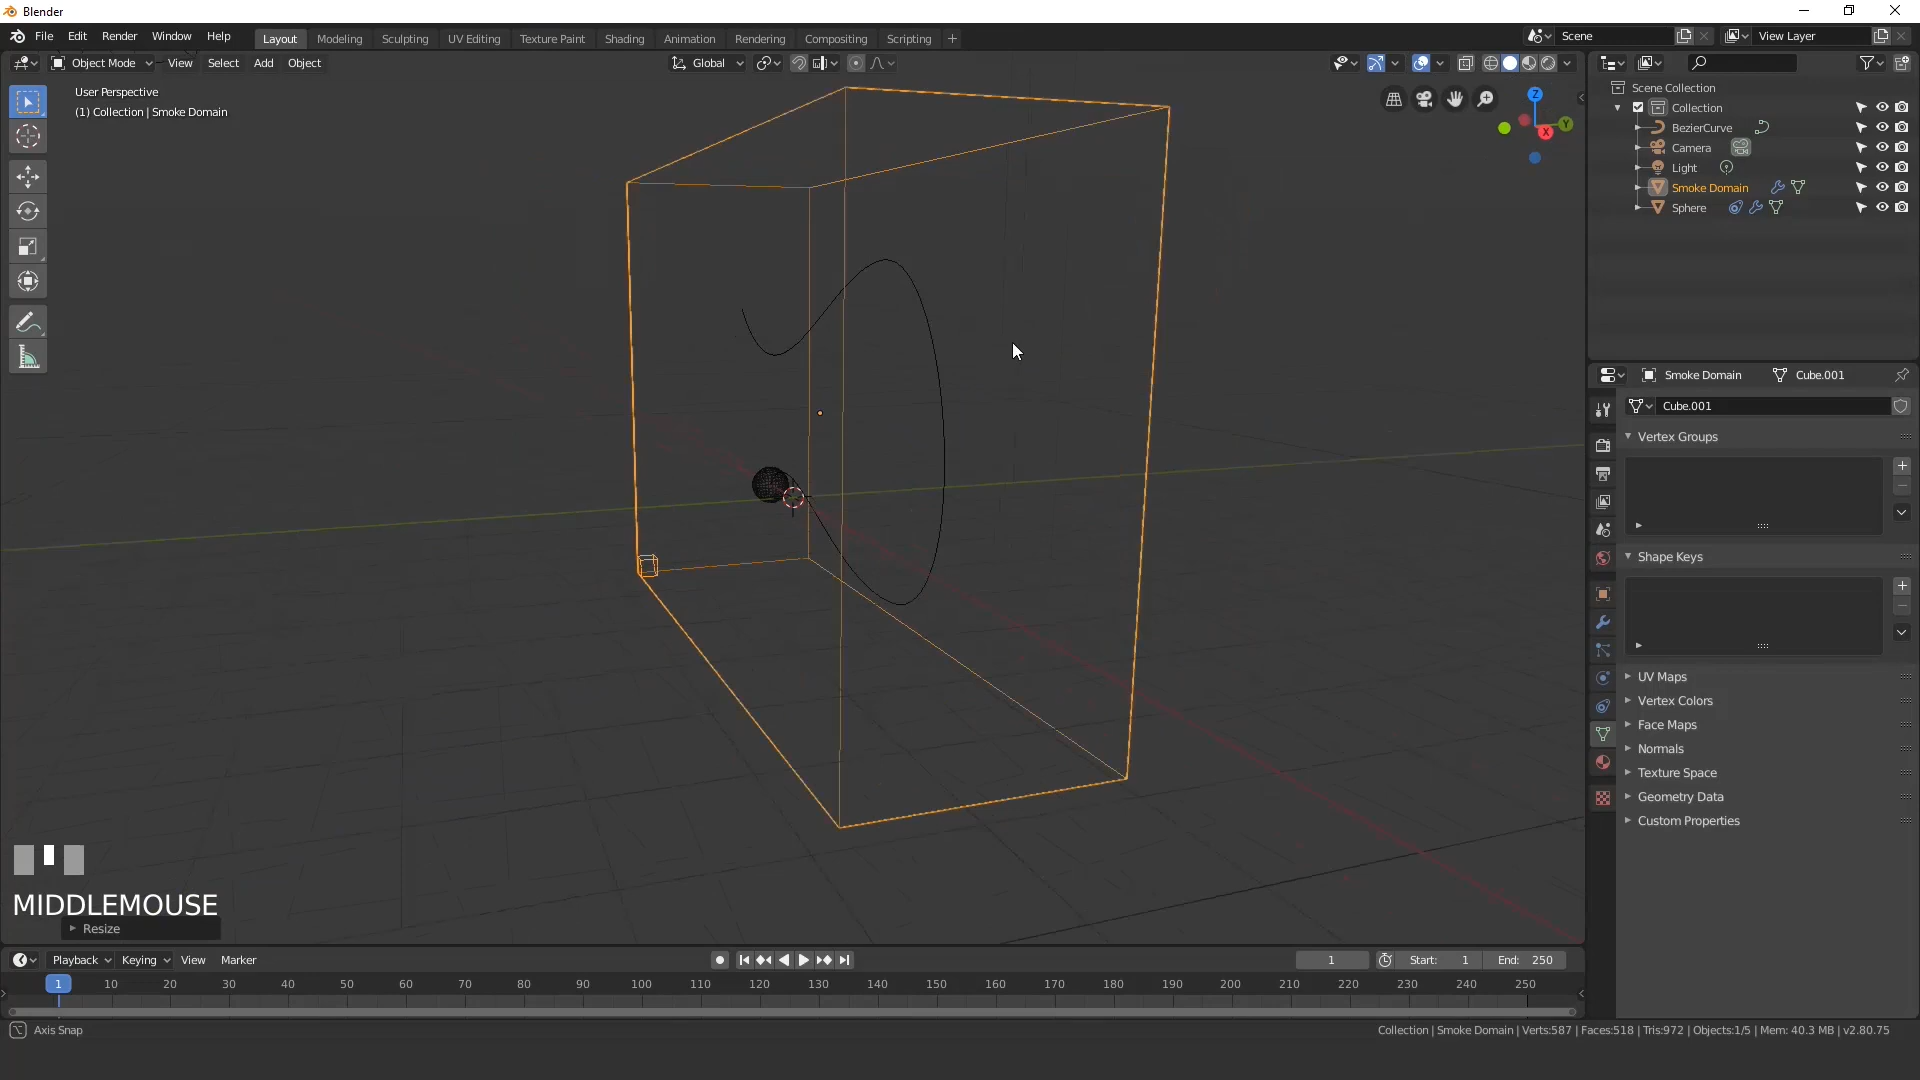 Blender
File Edit Render Window Help
Layout Modeling Sculpting UV Editing Texture Paint Shading Animation Rendering Compositing Scripting +
Scene
View Layer
Object Mode View Select Add Object
Global
User Perspective
(1) Collection | Smoke Domain
Z
Y
X
Scene Collection
Collection
BezierCurve
Camera
Light
Smoke Domain
Sphere
Smoke Domain
Cube.001
Cube.001
Vertex Groups
Shape Keys
UV Maps
Vertex Colors
Face Maps
Normals
Texture Space
Geometry Data
Custom Properties
MIDDLEMOUSE
Resize
Playback Keying View Marker
1
Start: 1
End: 250
1 10 20 30 40 50 60 70 80 90 100 110 120 130 140 150 160 170 180 190 200 210 220 230 240 250
Axis Snap
Collection | Smoke Domain | Verts:587 | Faces:518 | Tris:972 | Objects:1/5 | Mem: 40.3 MB | v2.80.75